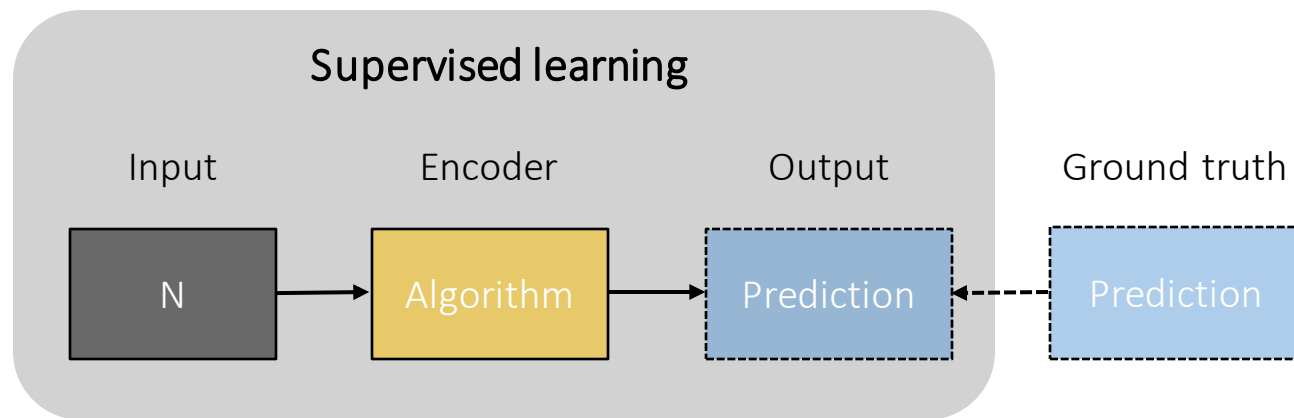 Supervised learning
Input Encoder Output Ground truth
N Algorithm Prediction Prediction